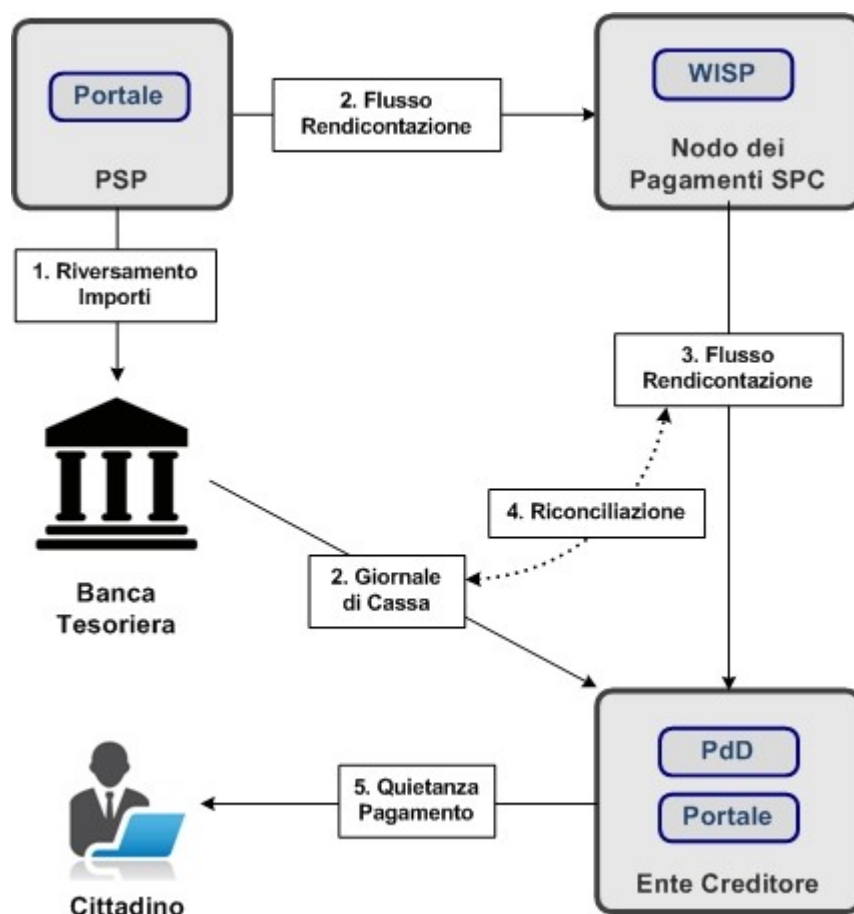 Portale
PSP
2. Flusso
Rendicontazione
WISP
Nodo dei
Pagamenti SPC
1. Riversamento
Importi
3. Flusso
Rendicontazione
4. Riconciliazione
Banca
Tesoriera
2. Giornale
di Cassa
PdD
Portale
Ente Creditore
5. Quietanza
Pagamento
Cittadino